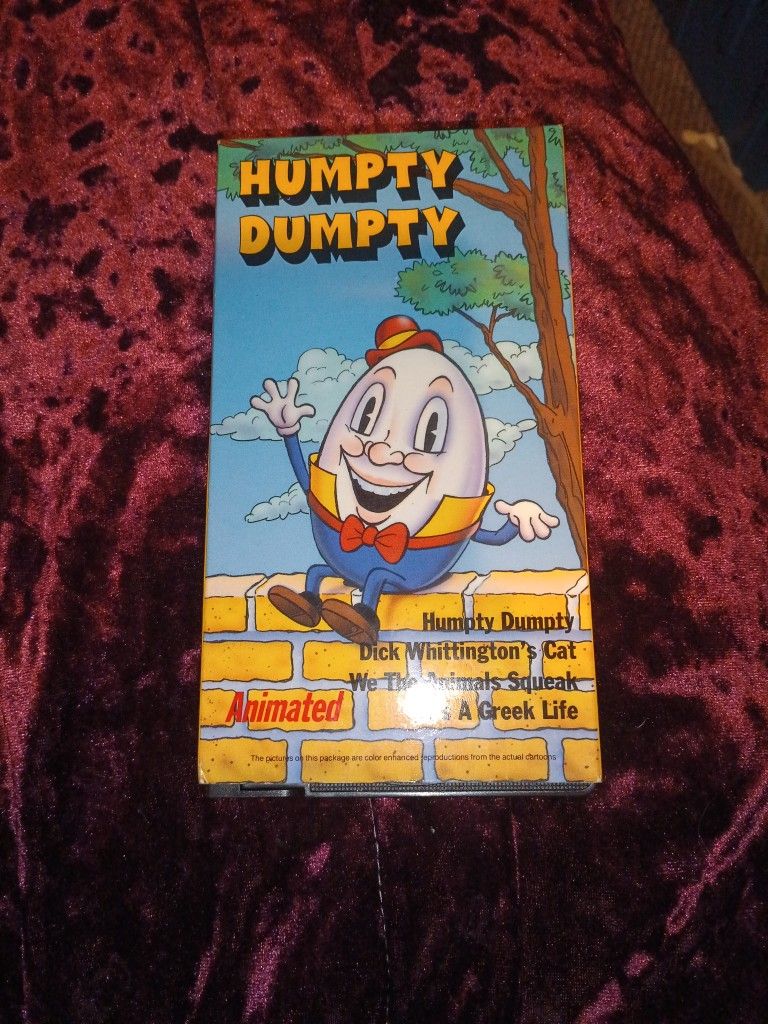 HUMPTY
DUMPTY
Humpty Dumpty
Dick Whittington's Cat
We The Animals Squeak
A Greek Life
Animated
The pictures on this package are color enhanced reproductions from the actual cartoons